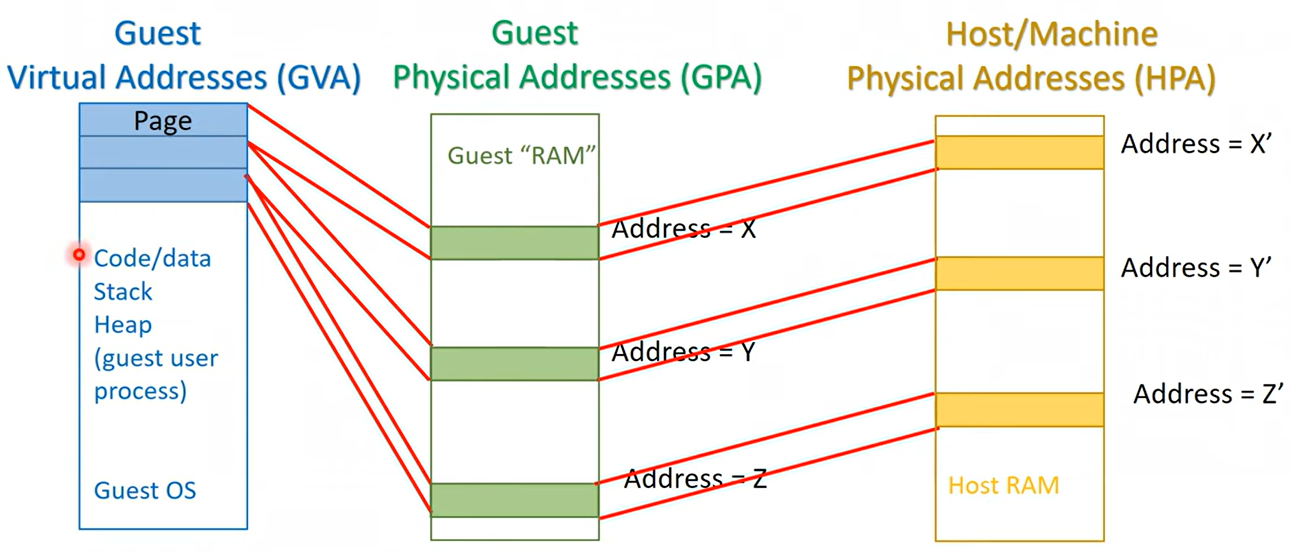 Guest
Virtual Addresses (GVA)
Guest
Physical Addresses (GPA)
Host/Machine
Physical Addresses (HPA)
Page
Code/data
Stack
Heap
(guest user
process)
Guest OS
Guest “RAM”
Address = X
Address = Y
Address = Z
Address = X’
Address = Y’
Address = Z’
Host RAM